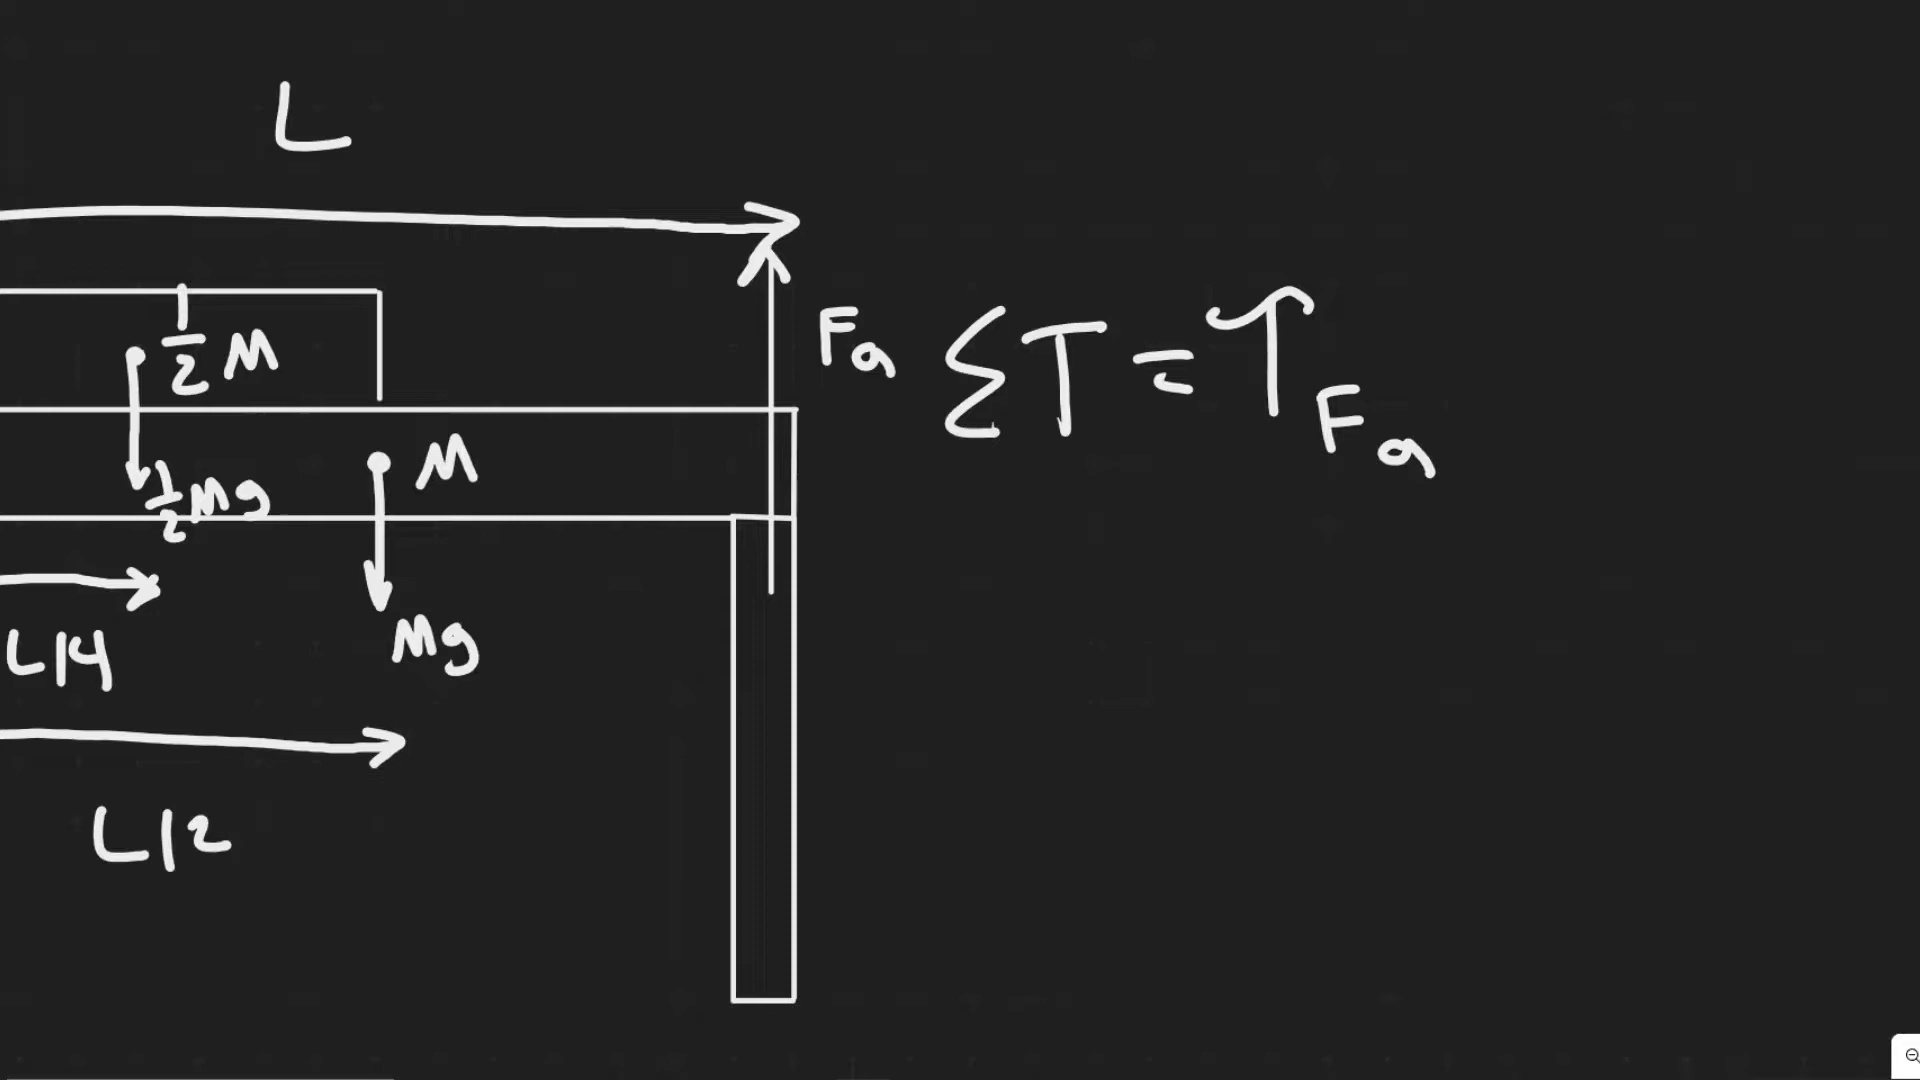 L
1/2 M
Fa
ΣT = τFa
M
1/2 Mg
Mg
L/4
L/2